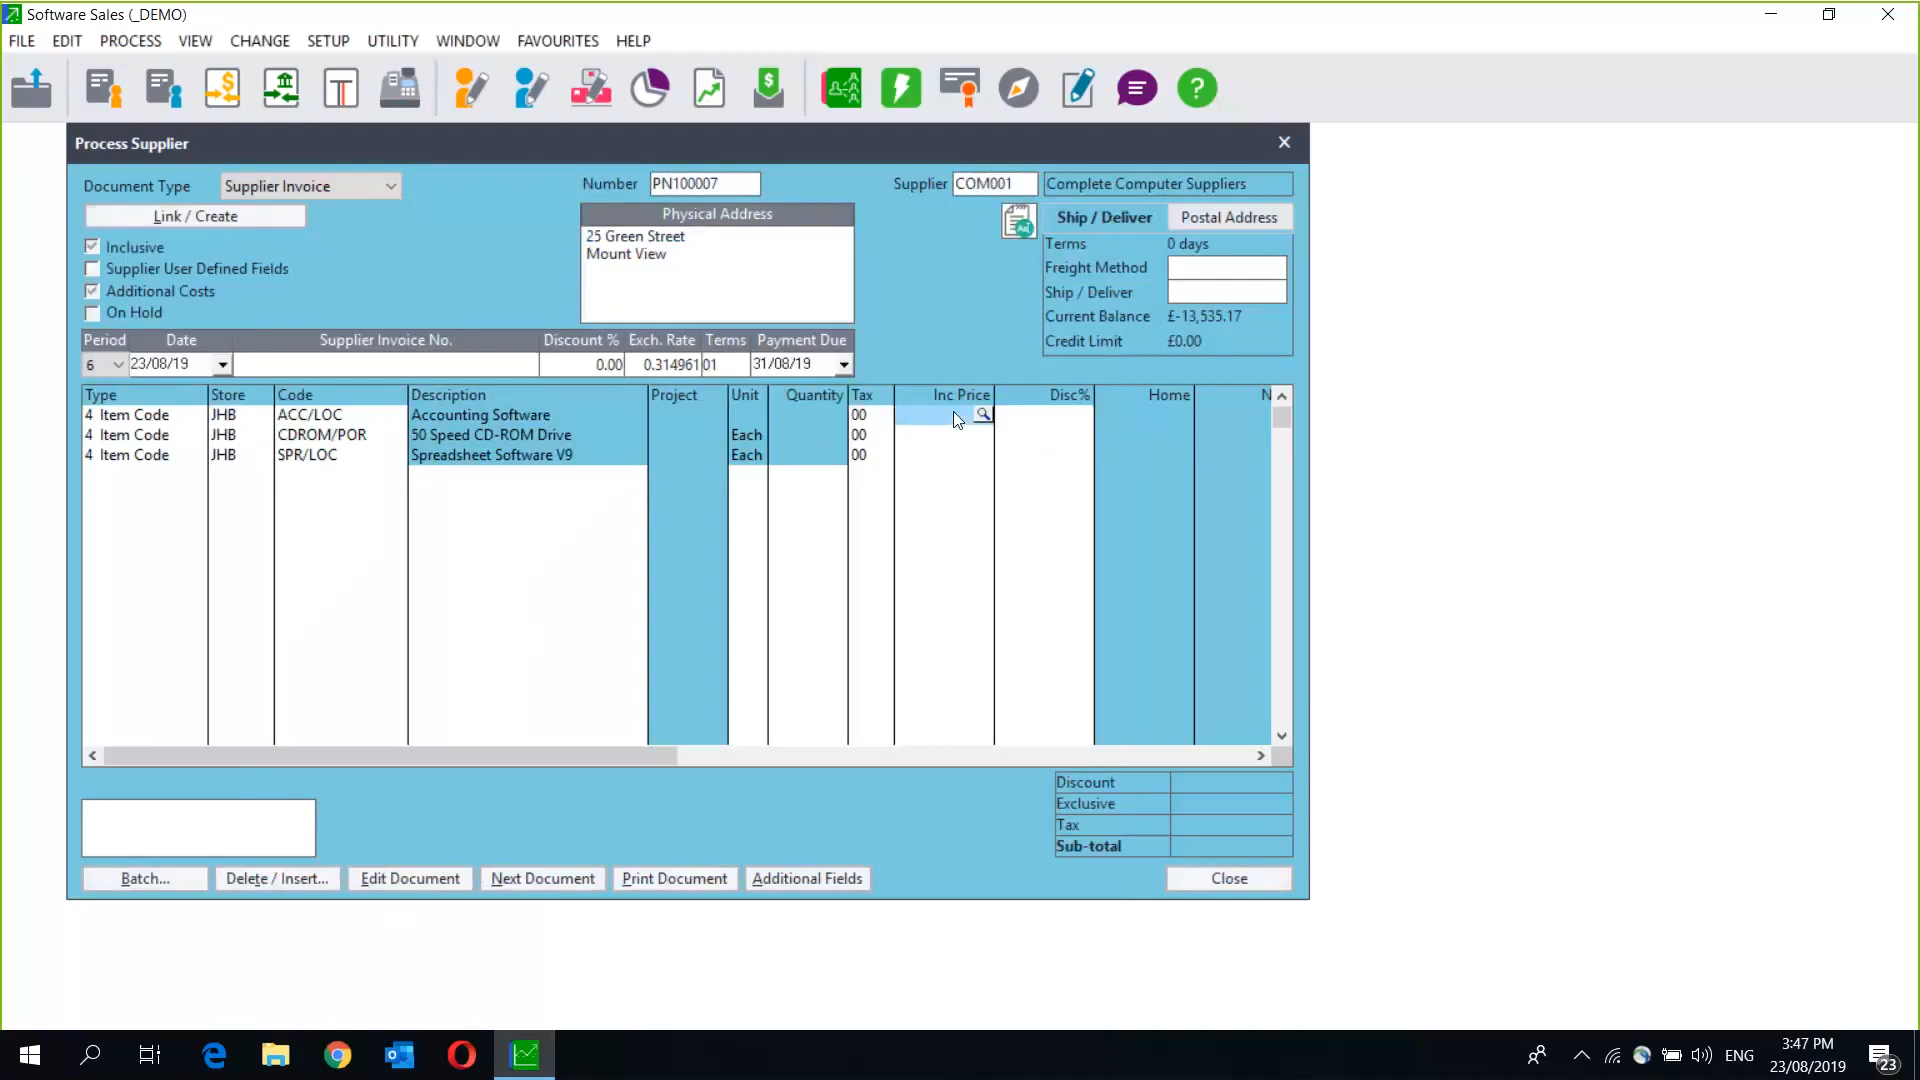 Software Sales (_DEMO)
FILE EDIT PROCESS VIEW CHANGE SETUP UTILITY WINDOW FAVOURITES HELP
Process Supplier
Document Type Supplier Invoice Number PN100007 Supplier COM001 Complete Computer Suppliers
Link / Create Physical Address Ship / Deliver Postal Address
25 Green Street
Mount View
Inclusive
Supplier User Defined Fields
Additional Costs
On Hold
Terms 0 days
Freight Method
Ship / Deliver
Current Balance £-13,535.17
Credit Limit £0.00
Period Date Supplier Invoice No. Discount % Exch. Rate Terms Payment Due
6 23/08/19 0.00 0.314961 01 31/08/19
Type Store Code Description Project Unit Quantity Tax Inc Price Disc% Home N
4 Item Code JHB ACC/LOC Accounting Software 00
4 Item Code JHB CDROM/POR 50 Speed CD-ROM Drive Each 00
4 Item Code JHB SPR/LOC Spreadsheet Software V9 Each 00
Discount
Exclusive
Tax
Sub-total
Batch... Delete / Insert... Edit Document Next Document Print Document Additional Fields Close
ENG 3:47 PM
23/08/2019 23